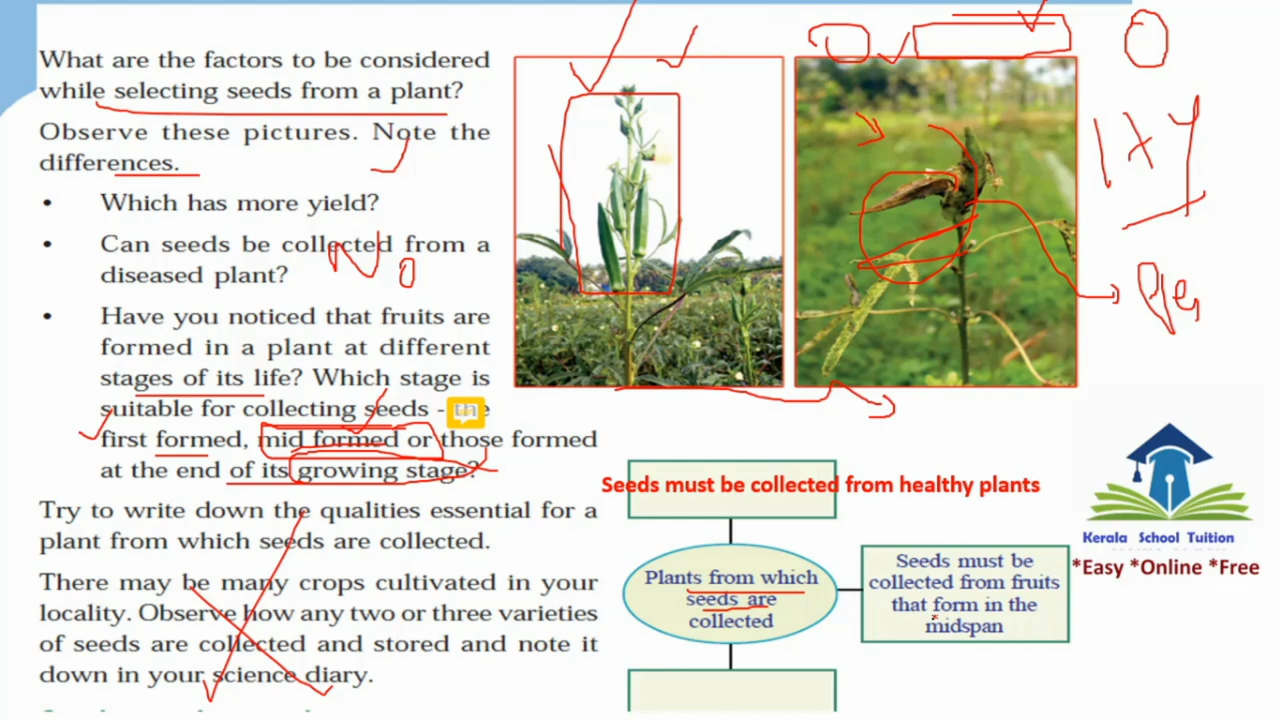 What are the factors to be considered
while selecting seeds from a plant?
Observe these pictures. Note the
differences.
• Which has more yield?
• Can seeds be collected from a
diseased plant?
No
• Have you noticed that fruits are
formed in a plant at different
stages of its life? Which stage is
suitable for collecting seeds - the
first formed, mid formed or those formed
at the end of its growing stage?
Try to write down the qualities essential for a
plant from which seeds are collected.
There may be many crops cultivated in your
locality. Observe how any two or three varieties
of seeds are collected and stored and note it
down in your science diary.
Seeds must be collected from healthy plants
Plants from which
seeds are
collected
Seeds must be
collected from fruits
that form in the
midspan
Kerala School Tuition
*Easy *Online *Free